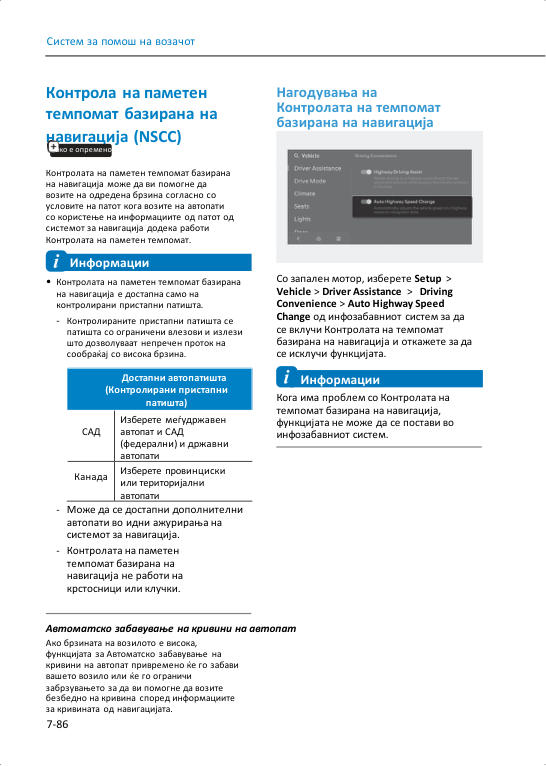 Систем за помош на возачот
Контрола на паметен
темпомат базирана на
навигација (NSCC)
ако е опремено
Контролата на паметен темпомат базирана
на навигација може да ви помогне да
возите на одредена брзина согласно со
условите на патот кога возите на автопати
со користење на информациите од патот од
системот за навигација додека работи
Контролата на паметен темпомат.
i Информации
• Контролата на паметен темпомат базирана
на навигација е достапна само на
контролирани пристапни патишта.
- Контролираните пристапни патишта се
патишта со ограничени влезови и излези
што дозволуваат непречен проток на
сообраќај со висока брзина.
Достапни автопатишта
(Контролирани пристапни
патишта)
САД
Изберете меѓудржавен
автопат и САД
(федерални) и државни
автопати
Канада
Изберете провинциски
или територијални
автопати
- Може да се достапни дополнителни
автопати во идни ажурирања на
системот за навигација.
- Контролата на паметен
темпомат базирана на
навигација не работи на
крстосници или клучки.
Автоматско забавување на кривини на автопат
Ако брзината на возилото е висока,
функцијата за Автоматско забавување на
кривини на автопат привремено ќе го забави
вашето возило или ќе го ограничи
забрзувањето за да ви помогне да возите
безбедно на кривина според информациите
за кривината од навигацијата.
7-86
Нагодувања на
Контролата на темпомат
базирана на навигација
Vehicle
Driver Assistance
Drive Mode
Climate
Seats
Lights
Driving Convenience
Highway Driving Assist
Auto Highway Speed Change
Со запален мотор, изберете Setup >
Vehicle > Driver Assistance > Driving
Convenience > Auto Highway Speed
Change од инфозабавниот систем за да
се вклучи Контролата на темпомат
базирана на навигација и откажете за да
се исклучи функцијата.
i Информации
Кога има проблем со Контролата на
темпомат базирана на навигација,
функцијата не може да се постави во
инфозабавниот систем.